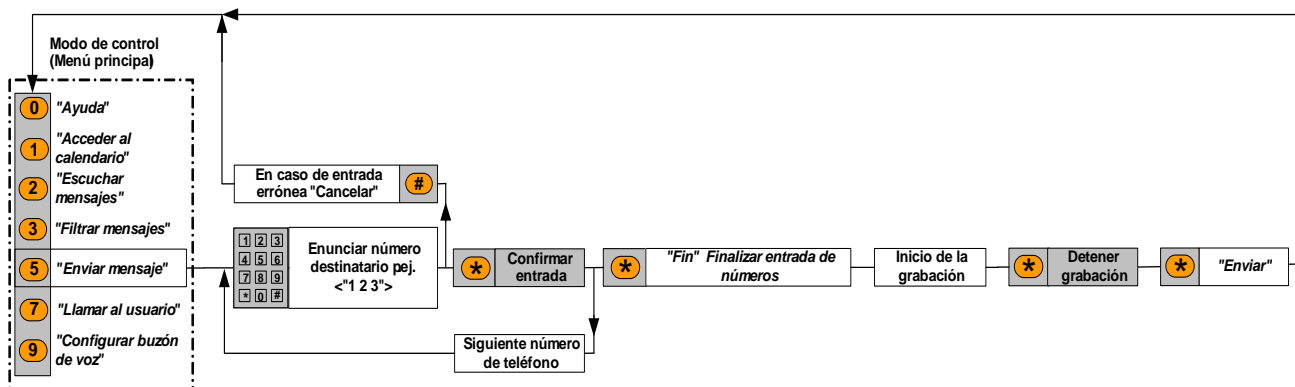 Modo de control
(Menú principal)
0 "Ayuda"
1 "Acceder al
calendario"
2 "Escuchar
mensajes"
3 "Filtrar mensajes"
5 "Enviar mensaje"
7 "Llamar al usuario"
9 "Configurar buzón
de voz"
En caso de entrada
errónea "Cancelar"
#
1 2 3
4 5 6
7 8 9
* 0 #
Enunciar número
destinatario pej.
<"1 2 3">
* Confirmar
entrada
* "Fin" Finalizar entrada de
números
Inicio de la
grabación
* Detener
grabación
* "Enviar"
Siguiente número
de teléfono